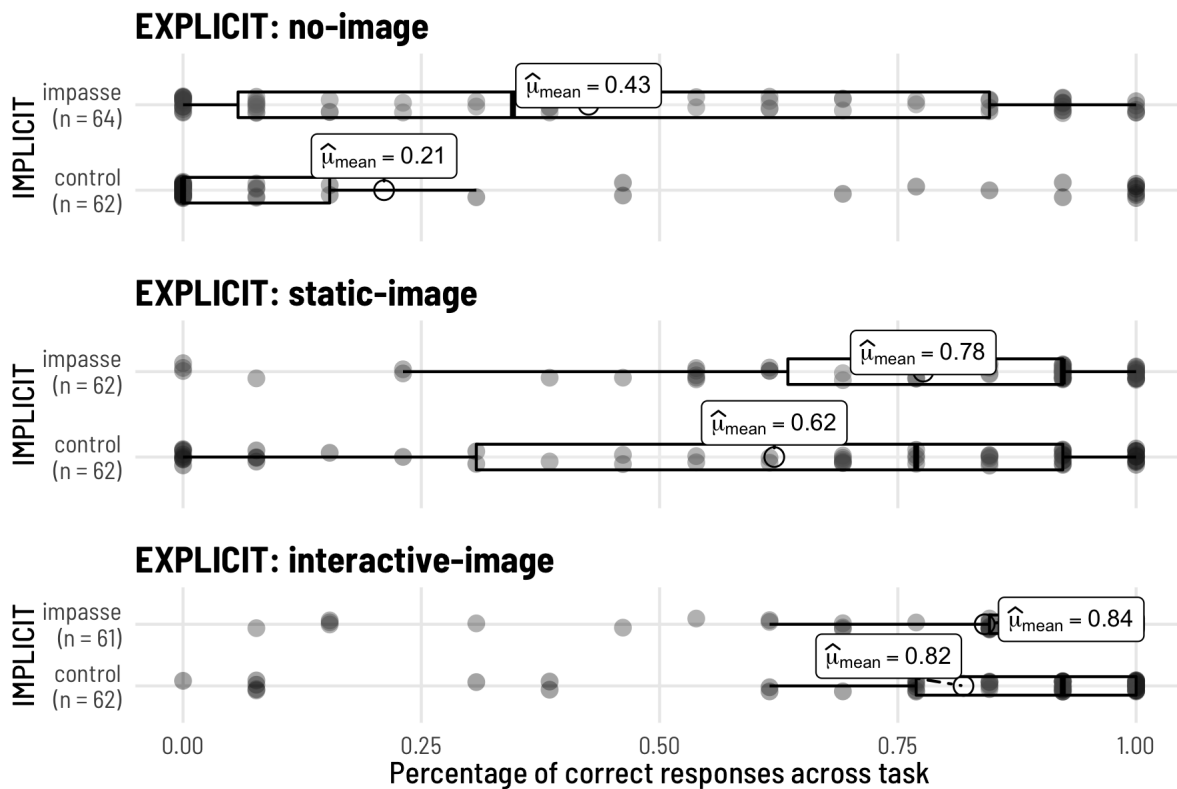 EXPLICIT: no-image
IMPLICIT
impasse
(n = 64)
μ̂mean = 0.43
control
(n = 62)
μ̂mean = 0.21
EXPLICIT: static-image
IMPLICIT
impasse
(n = 62)
μ̂mean = 0.78
control
(n = 62)
μ̂mean = 0.62
EXPLICIT: interactive-image
IMPLICIT
impasse
(n = 61)
μ̂mean = 0.84
control
(n = 62)
μ̂mean = 0.82
0.00 0.25 0.50 0.75 1.00
Percentage of correct responses across task